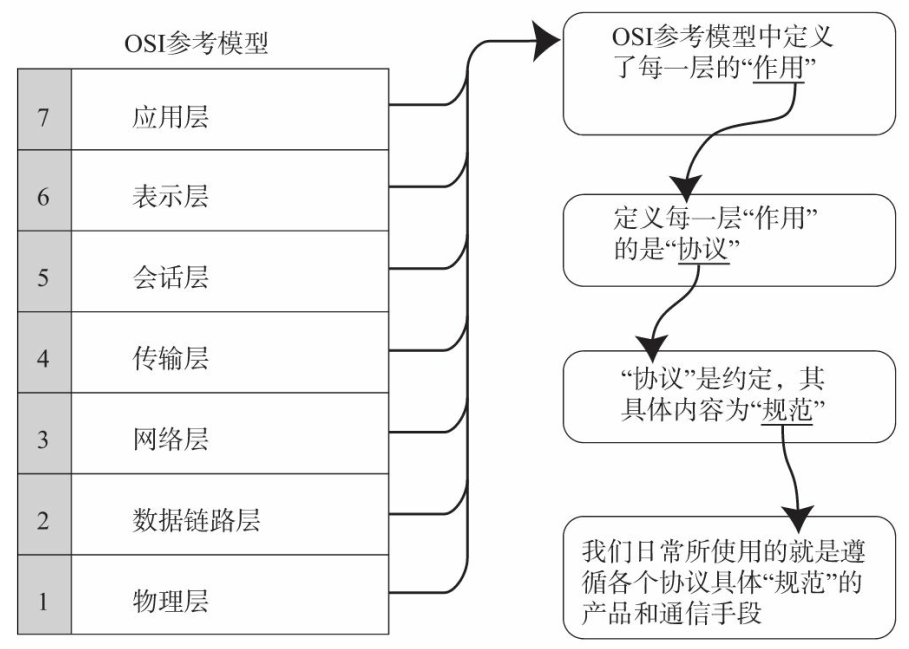 OSI参考模型
7 应用层
6 表示层
5 会话层
4 传输层
3 网络层
2 数据链路层
1 物理层
OSI参考模型中定义
了每一层的“作用”
定义每一层“作用”
的是“协议”
“协议”是约定，其
具体内容为“规范”
我们日常所使用的就是遵
循各个协议具体“规范”的
产品和通信手段